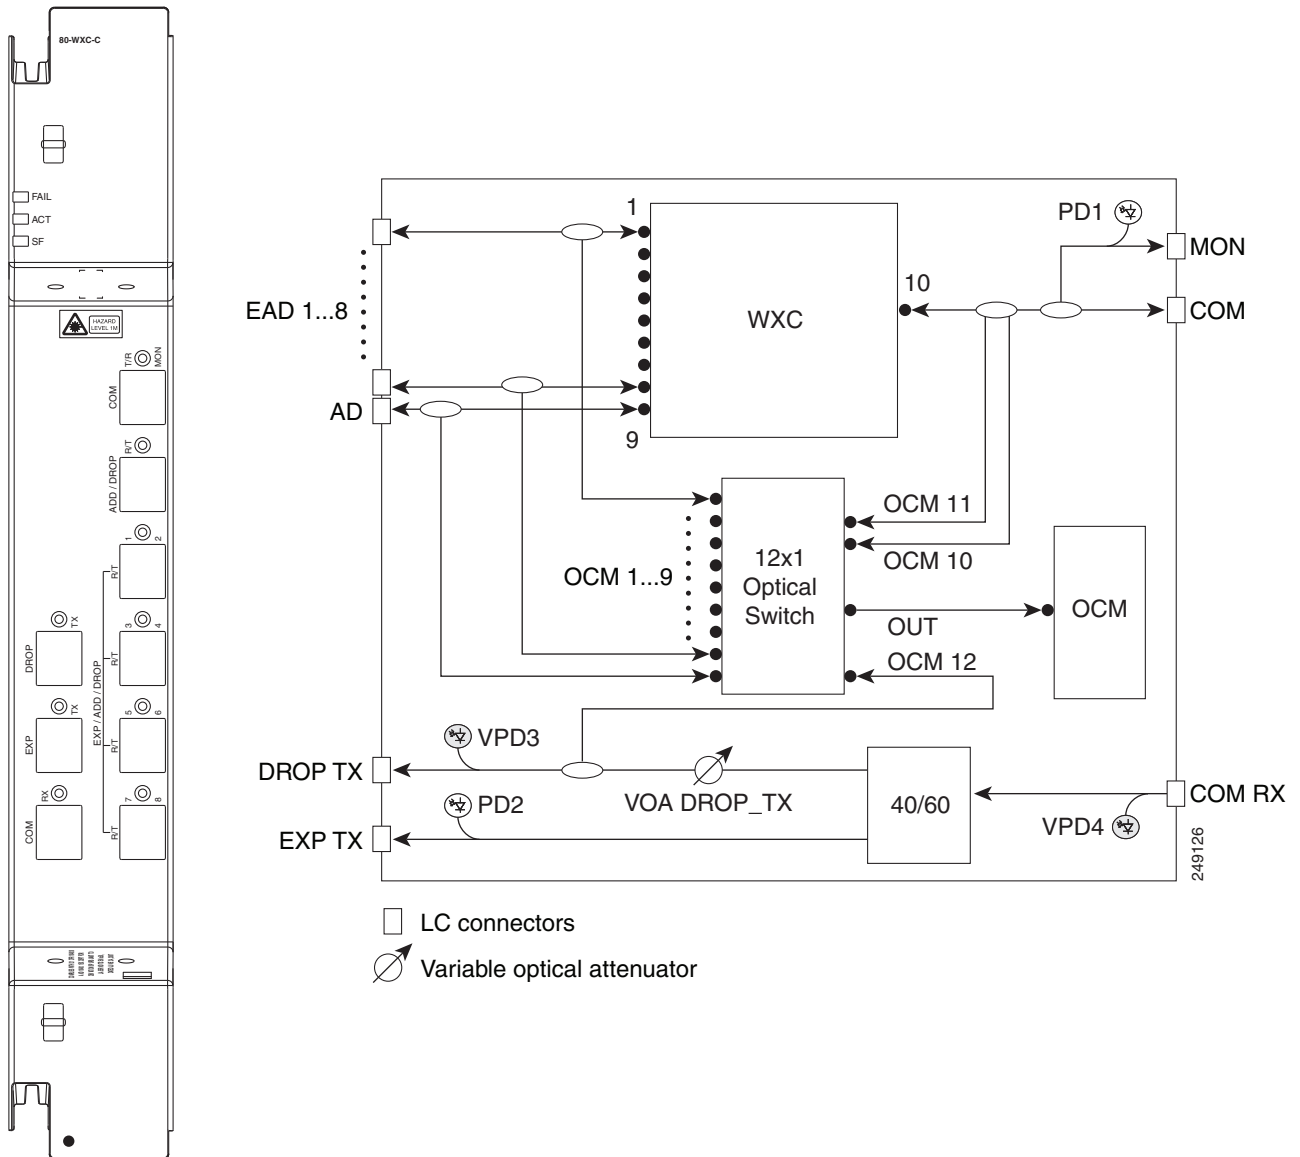 80-WXC-C
FAIL
ACT
SF
HAZARD
LEVEL 1M
T/R
MON
COM
R/T
ADD / DROP
1
2
R/T
TX
DROP
3
4
R/T
EXP / ADD / DROP
TX
EXP
5
6
R/T
RX
COM
7
8
R/T
1
PD1
MON
10
COM
EAD 1...8
WXC
AD
9
OCM 11
OCM 10
12x1
Optical
Switch
OCM 1...9
OCM
OUT
OCM 12
VPD3
DROP TX
VOA DROP_TX
40/60
COM RX
PD2
VPD4
EXP TX
249126
LC connectors
Variable optical attenuator